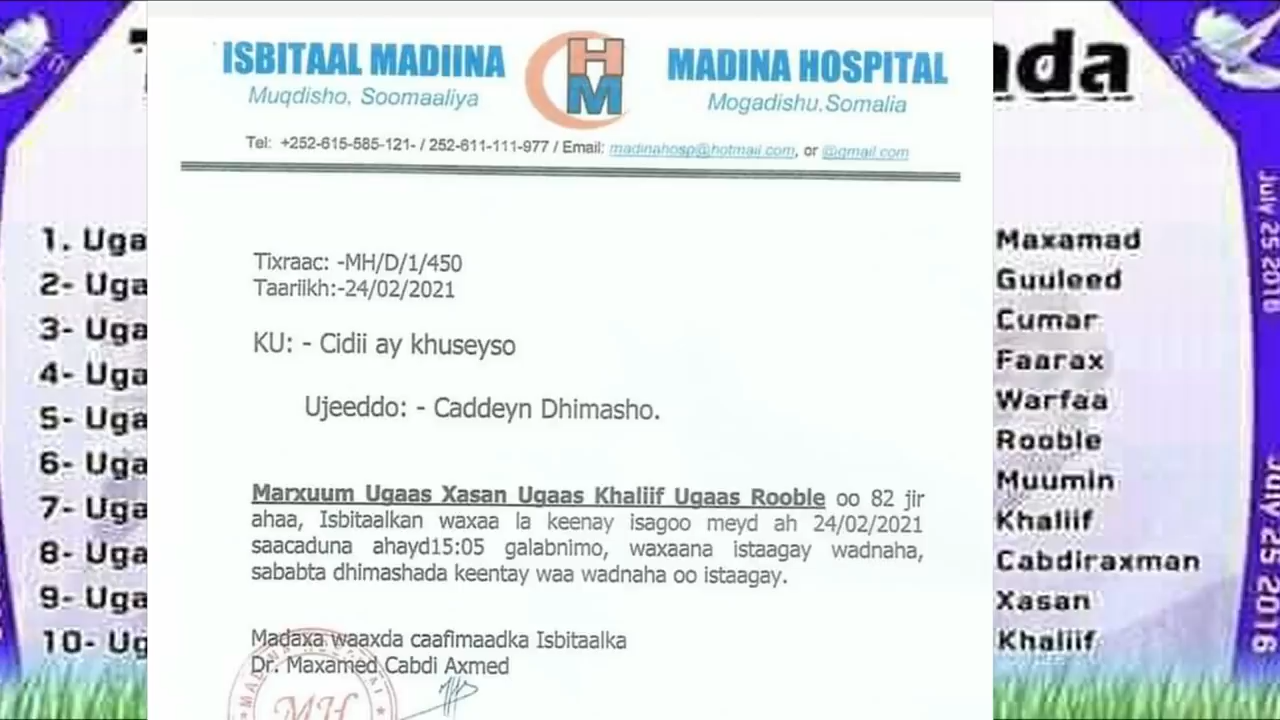 ISBITAAL MADIINA
Muqdisho, Soomaaliya
HM
MADINA HOSPITAL
Mogadishu.Somalia
Tel: +252-615-585-121- / 252-611-111-977 / Email: madinahosp@hotmail.com, or @gmail.com
Tixraac: -MH/D/1/450
Taariikh:-24/02/2021
KU: - Cidii ay khuseyso
Ujeeddo: - Caddeyn Dhimasho.
Marxuum Ugaas Xasan Ugaas Khaliif Ugaas Rooble oo 82 jir
ahaa, Isbitaalkan waxaa la keenay isagoo meyd ah 24/02/2021
saacaduna ahayd15:05 galabnimo, waxaana istaagay wadnaha,
sababta dhimashada keentay waa wadnaha oo istaagay.
Madaxa waaxda caafimaadka Isbitaalka
Dr. Maxamed Cabdi Axmed
MH
1. Uga
2- Uga
3- Uga
4- Uga
5- Uga
6- Uga
7- Uga
8- Uga
9- Uga
10- Ug
da
Maxamad
Guuleed
Cumar
Faarax
Warfaa
Rooble
Muumin
Khaliif
Cabdiraxman
Xasan
Khaliif
July 25 2016
July 25 2016